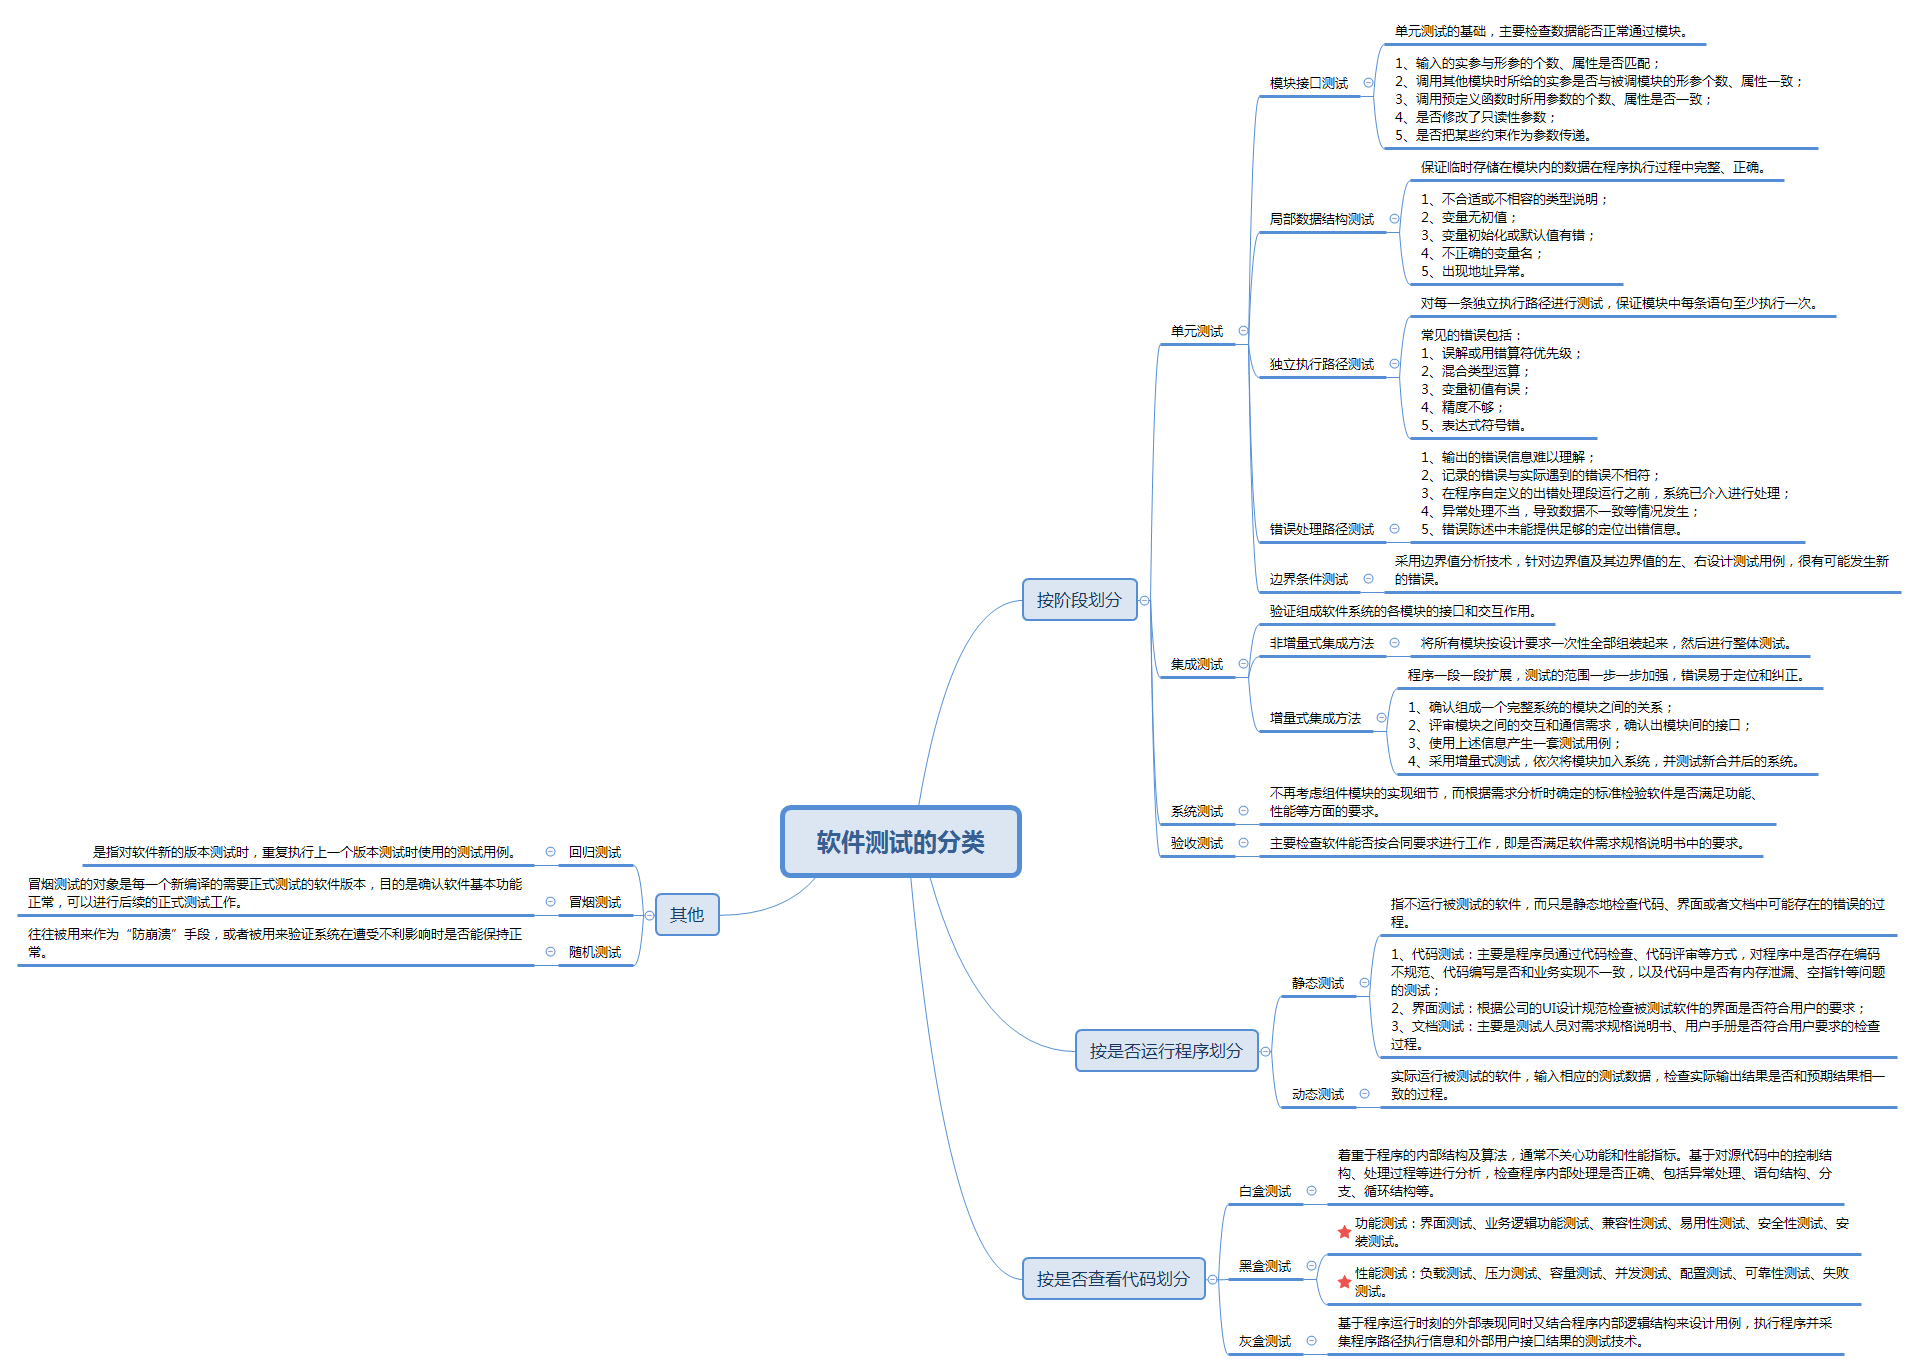 软件测试的分类
按阶段划分
单元测试
模块接口测试
单元测试的基础，主要检查数据能否正常通过模块。
1、输入的实参与形参的个数、属性是否匹配；
2、调用其他模块时所给的实参是否与被调模块的形参个数、属性一致；
3、调用预定义函数时所用参数的个数、属性是否一致；
4、是否修改了只读性参数；
5、是否把某些约束作为参数传递。
局部数据结构测试
保证临时存储在模块内的数据在程序执行过程中完整、正确。
1、不合适或不相容的类型说明；
2、变量无初值；
3、变量初始化或默认值有错；
4、不正确的变量名；
5、出现地址异常。
独立执行路径测试
对每一条独立执行路径进行测试，保证模块中每条语句至少执行一次。
常见的错误包括：
1、误解或用错算符优先级；
2、混合类型运算；
3、变量初值有误；
4、精度不够；
5、表达式符号错。
错误处理路径测试
1、输出的错误信息难以理解；
2、记录的错误与实际遇到的错误不相符；
3、在程序自定义的出错处理段运行之前，系统已介入进行处理；
4、异常处理不当，导致数据不一致等情况发生；
5、错误陈述中未能提供足够的定位出错信息。
边界条件测试
采用边界值分析技术，针对边界值及其边界值的左、右设计测试用例，很有可能发生新
的错误。
集成测试
验证组成软件系统的各模块的接口和交互作用。
非增量式集成方法
将所有模块按设计要求一次性全部组装起来，然后进行整体测试。
增量式集成方法
程序一段一段扩展，测试的范围一步一步加强，错误易于定位和纠正。
1、确认组成一个完整系统的模块之间的关系；
2、评审模块之间的交互和通信需求，确认出模块间的接口；
3、使用上述信息产生一套测试用例；
4、采用增量式测试，依次将模块加入系统，并测试新合并后的系统。
系统测试
不再考虑组件模块的实现细节，而根据需求分析时确定的标准检验软件是否满足功能、
性能等方面的要求。
验收测试
主要检查软件能否按合同要求进行工作，即是否满足软件需求规格说明书中的要求。
按是否运行程序划分
静态测试
指不运行被测试的软件，而只是静态地检查代码、界面或者文档中可能存在的错误的过
程。
1、代码测试：主要是程序员通过代码检查、代码评审等方式，对程序中是否存在编码
不规范、代码编写是否和业务实现不一致，以及代码中是否有内存泄漏、空指针等问题
的测试；
2、界面测试：根据公司的UI设计规范检查被测试软件的界面是否符合用户的要求；
3、文档测试：主要是测试人员对需求规格说明书、用户手册是否符合用户要求的检查
过程。
动态测试
实际运行被测试的软件，输入相应的测试数据，检查实际输出结果是否和预期结果相一
致的过程。
按是否查看代码划分
白盒测试
着重于程序的内部结构及算法，通常不关心功能和性能指标。基于对源代码中的控制结
构、处理过程等进行分析，检查程序内部处理是否正确、包括异常处理、语句结构、分
支、循环结构等。
黑盒测试
功能测试：界面测试、业务逻辑功能测试、兼容性测试、易用性测试、安全性测试、安
装测试。
性能测试：负载测试、压力测试、容量测试、并发测试、配置测试、可靠性测试、失败
测试。
灰盒测试
基于程序运行时刻的外部表现同时又结合程序内部逻辑结构来设计用例，执行程序并采
集程序路径执行信息和外部用户接口结果的测试技术。
其他
回归测试
是指对软件新的版本测试时，重复执行上一个版本测试时使用的测试用例。
冒烟测试
冒烟测试的对象是每一个新编译的需要正式测试的软件版本，目的是确认软件基本功能
正常，可以进行后续的正式测试工作。
随机测试
往往被用来作为“防崩溃”手段，或者被用来验证系统在遭受不利影响时是否能保持正
常。